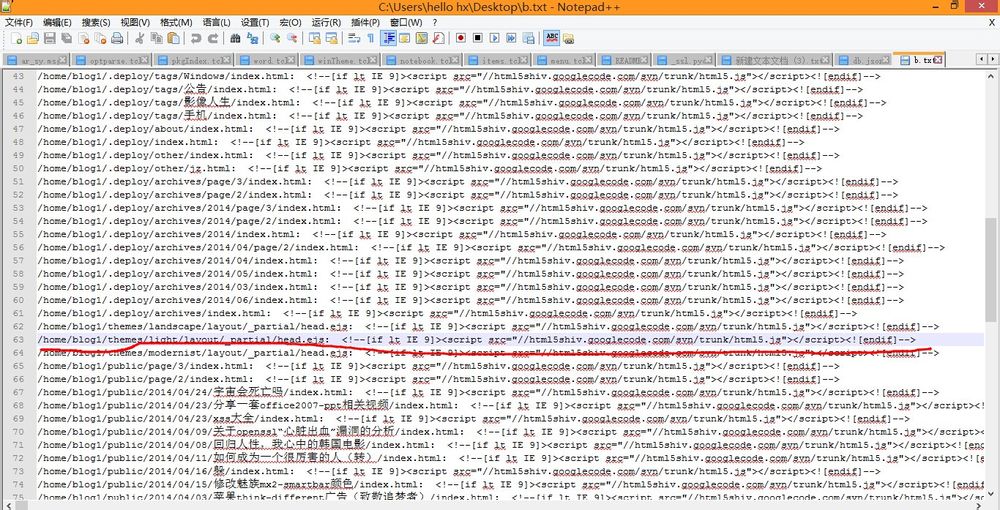 C:\Users\hello hx\Desktop\b.txt - Notepad++
文件(F) 编辑(E) 搜索(S) 视图(V) 格式(M) 语言(L) 设置(T) 宏(O) 运行(R) 插件(P) 窗口(W) ?
ar_sy.msg optparse.tcl pkgIndex.tcl word.tcl winTheme.tcl notebook.tcl items.tcl menu.tcl README _ssl.pyd 新建文本文档 (3).txt db.json b.txt
43 /home/blog1/.deploy/tags/Windows/index.html: <!--[if lt IE 9]><script src="//html5shiv.googlecode.com/svn/trunk/html5.js"></script><![endif]-->
44 /home/blog1/.deploy/tags/公告/index.html: <!--[if lt IE 9]><script src="//html5shiv.googlecode.com/svn/trunk/html5.js"></script><![endif]-->
45 /home/blog1/.deploy/tags/影像人生/index.html: <!--[if lt IE 9]><script src="//html5shiv.googlecode.com/svn/trunk/html5.js"></script><![endif]-->
46 /home/blog1/.deploy/tags/手机/index.html: <!--[if lt IE 9]><script src="//html5shiv.googlecode.com/svn/trunk/html5.js"></script><![endif]-->
47 /home/blog1/.deploy/about/index.html: <!--[if lt IE 9]><script src="//html5shiv.googlecode.com/svn/trunk/html5.js"></script><![endif]-->
48 /home/blog1/.deploy/index.html: <!--[if lt IE 9]><script src="//html5shiv.googlecode.com/svn/trunk/html5.js"></script><![endif]-->
49 /home/blog1/.deploy/other/index.html: <!--[if lt IE 9]><script src="//html5shiv.googlecode.com/svn/trunk/html5.js"></script><![endif]-->
50 /home/blog1/.deploy/other/jz.html: <!--[if lt IE 9]><script src="//html5shiv.googlecode.com/svn/trunk/html5.js"></script><![endif]-->
51 /home/blog1/.deploy/archives/page/3/index.html: <!--[if lt IE 9]><script src="//html5shiv.googlecode.com/svn/trunk/html5.js"></script><![endif]-->
52 /home/blog1/.deploy/archives/page/2/index.html: <!--[if lt IE 9]><script src="//html5shiv.googlecode.com/svn/trunk/html5.js"></script><![endif]-->
53 /home/blog1/.deploy/archives/2014/page/3/index.html: <!--[if lt IE 9]><script src="//html5shiv.googlecode.com/svn/trunk/html5.js"></script><![endif]-->
54 /home/blog1/.deploy/archives/2014/page/2/index.html: <!--[if lt IE 9]><script src="//html5shiv.googlecode.com/svn/trunk/html5.js"></script><![endif]-->
55 /home/blog1/.deploy/archives/2014/index.html: <!--[if lt IE 9]><script src="//html5shiv.googlecode.com/svn/trunk/html5.js"></script><![endif]-->
56 /home/blog1/.deploy/archives/2014/04/page/2/index.html: <!--[if lt IE 9]><script src="//html5shiv.googlecode.com/svn/trunk/html5.js"></script><![endif]-->
57 /home/blog1/.deploy/archives/2014/04/index.html: <!--[if lt IE 9]><script src="//html5shiv.googlecode.com/svn/trunk/html5.js"></script><![endif]-->
58 /home/blog1/.deploy/archives/2014/05/index.html: <!--[if lt IE 9]><script src="//html5shiv.googlecode.com/svn/trunk/html5.js"></script><![endif]-->
59 /home/blog1/.deploy/archives/2014/03/index.html: <!--[if lt IE 9]><script src="//html5shiv.googlecode.com/svn/trunk/html5.js"></script><![endif]-->
60 /home/blog1/.deploy/archives/2014/06/index.html: <!--[if lt IE 9]><script src="//html5shiv.googlecode.com/svn/trunk/html5.js"></script><![endif]-->
61 /home/blog1/.deploy/archives/index.html: <!--[if lt IE 9]><script src="//html5shiv.googlecode.com/svn/trunk/html5.js"></script><![endif]-->
62 /home/blog1/themes/landscape/layout/_partial/head.ejs: <!--[if lt IE 9]><script src="//html5shiv.googlecode.com/svn/trunk/html5.js"></script><![endif]-->
63 /home/blog1/themes/light/layout/_partial/head.ejs: <!--[if lt IE 9]><script src="//html5shiv.googlecode.com/svn/trunk/html5.js"></script><![endif]-->
64 /home/blog1/themes/modernist/layout/_partial/head.ejs: <!--[if lt IE 9]><script src="//html5shiv.googlecode.com/svn/trunk/html5.js"></script><![endif]-->
65 /home/blog1/public/page/3/index.html: <!--[if lt IE 9]><script src="//html5shiv.googlecode.com/svn/trunk/html5.js"></script><![endif]-->
66 /home/blog1/public/page/2/index.html: <!--[if lt IE 9]><script src="//html5shiv.googlecode.com/svn/trunk/html5.js"></script><![endif]-->
67 /home/blog1/public/2014/04/24/宇宙会死亡吗/index.html: <!--[if lt IE 9]><script src="//html5shiv.googlecode.com/svn/trunk/html5.js"></script><![endif]
68 /home/blog1/public/2014/04/23/分享一套office2007-ppt相关视频/index.html: <!--[if lt IE 9]><script src="//html5shiv.googlecode.com/svn/trunk/html5.js"></script>
69 /home/blog1/public/2014/04/23/xss大全/index.html: <!--[if lt IE 9]><script src="//html5shiv.googlecode.com/svn/trunk/html5.js"></script><![endif]-->
70 /home/blog1/public/2014/04/09/关于openssl“心脏出血”漏洞的分析/index.html: <!--[if lt IE 9]><script src="//html5shiv.googlecode.com/svn/trunk/html5.js"></script>
71 /home/blog1/public/2014/04/08/回归人性，致心中的韩国电影/index.html: <!--[if lt IE 9]><script src="//html5shiv.googlecode.com/svn/trunk/html5.js"></script>
72 /home/blog1/public/2014/04/11/如何成为一个很厉害的人（转）/index.html: <!--[if lt IE 9]><script src="//html5shiv.googlecode.com/svn/trunk/html5.js"></script>
73 /home/blog1/public/2014/04/16/躲/index.html: <!--[if lt IE 9]><script src="//html5shiv.googlecode.com/svn/trunk/html5.js"></script><![endif]-->
74 /home/blog1/public/2014/04/15/修改魅族mx2-smartbar颜色/index.html: <!--[if lt IE 9]><script src="//html5shiv.googlecode.com/svn/trunk/html5.js"></script>
75 /home/blog1/public/2014/04/03/苹果think-different广告（致敬追梦者）/index.html: <!--[if lt IE 9]><script src="//html5shiv.googlecode.com/svn/trunk/html5.js">